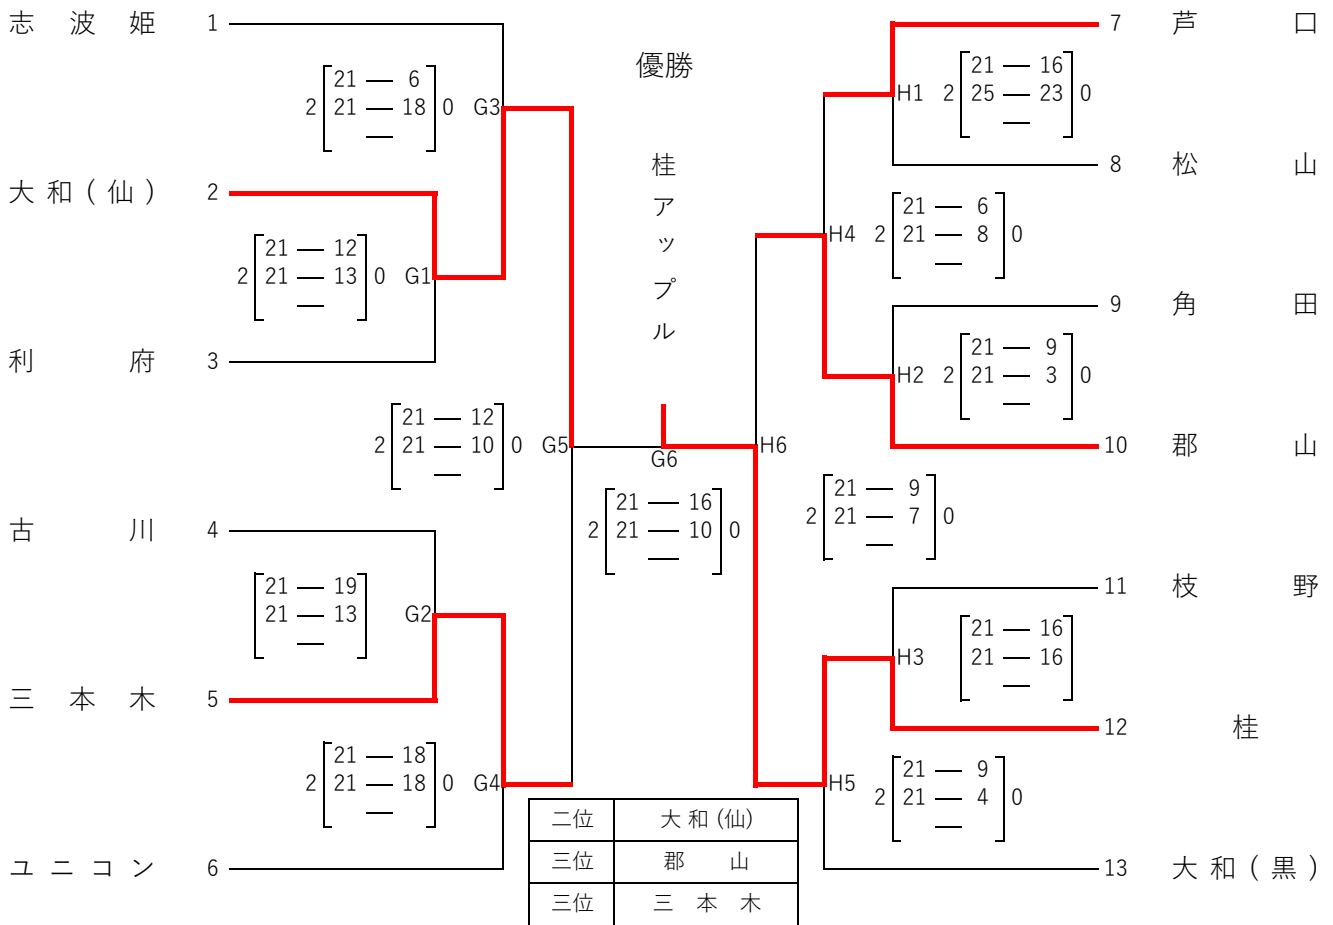 優勝
桂アップル
志波姫 1
21 — 6
2 21 — 18 0 G3
—
大和(仙) 2
21 — 12
2 21 — 13 0 G1
—
利府 3
21 — 12
2 21 — 10 0 G5
—
古川 4
21 — 19
21 — 13 G2
—
三本木 5
21 — 18
2 21 — 18 0 G4
—
ユニコン 6
G6
21 — 16
2 21 — 10 0
—
7 芦口
21 — 16
H1 2 25 — 23 0
—
8 松山
21 — 6
H4 2 21 — 8 0
—
9 角田
21 — 9
H2 2 21 — 3 0
—
10 郡山
H6
21 — 9
2 21 — 7 0
—
11 枝野
21 — 16
H3 21 — 16
—
12 桂
21 — 9
H5 2 21 — 4 0
—
13 大和(黒)
二位 大和(仙)
三位 郡山
三位 三本木